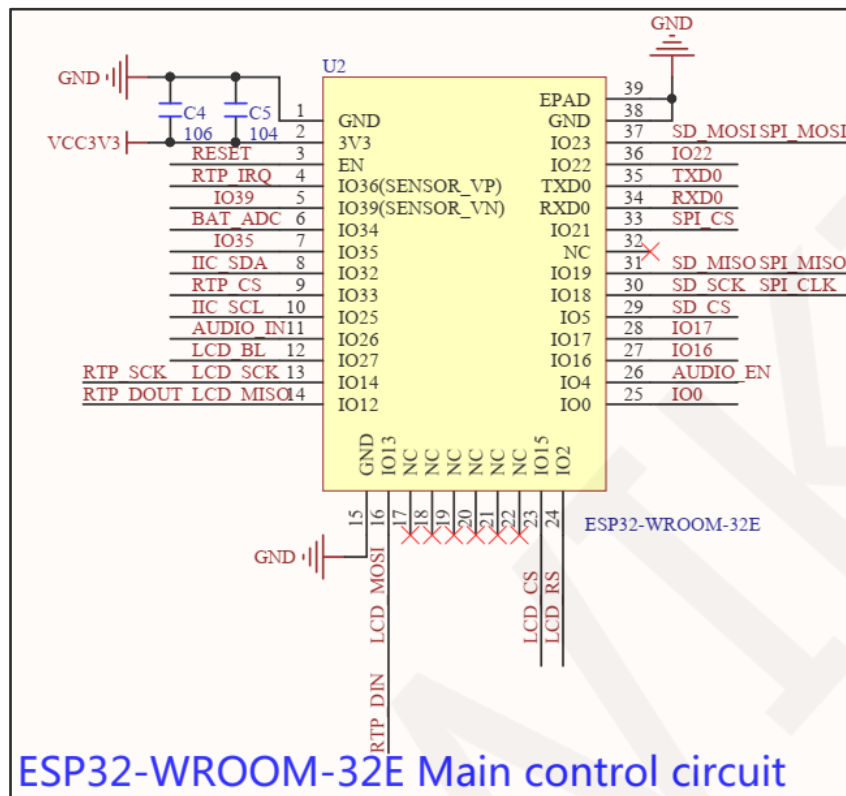 GND
U2
GND
C4
C5
106
104
VCC3V3
1 GND
2 3V3
RESET 3 EN
RTP_IRQ 4 IO36(SENSOR_VP)
IO39 5 IO39(SENSOR_VN)
BAT_ADC 6 IO34
IO35 7 IO35
IIC_SDA 8 IO32
RTP_CS 9 IO33
IIC_SCL 10 IO25
AUDIO_IN 11 IO26
LCD_BL 12 IO27
RTP_SCK LCD_SCK 13 IO14
RTP_DOUT LCD_MISO 14 IO12
EPAD 39
GND 38
IO23 37 SD_MOSI SPI_MOSI
IO22 36 IO22
TXD0 35 TXD0
RXD0 34 RXD0
IO21 33 SPI_CS
NC 32
IO19 31 SD_MISO SPI_MISO
IO18 30 SD_SCK SPI_CLK
IO5 29 SD_CS
IO17 28 IO17
IO16 27 IO16
IO4 26 AUDIO_EN
IO0 25 IO0
GND 15
IO13 16 LCD_MOSI RTP_DIN
NC 17
NC 18
NC 19
NC 20
NC 21
NC 22
IO15 23 LCD_CS
IO2 24 LCD_RS
GND
ESP32-WROOM-32E
ESP32-WROOM-32E Main control circuit